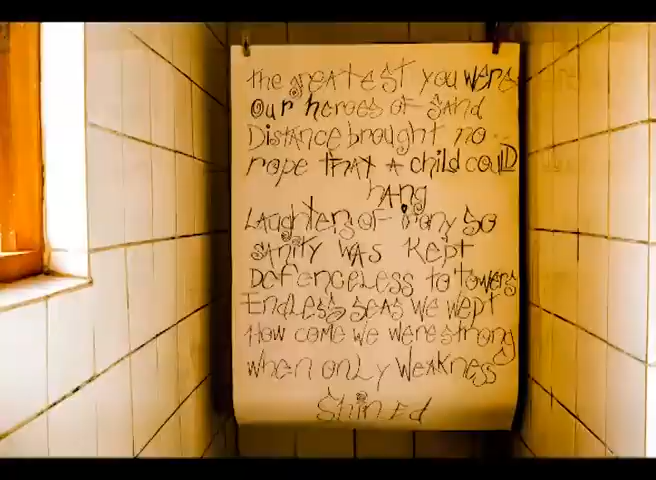 The greatest you were
our heroes of sand
Distance brought no
rope that a child could
hang
Laughters of irony so
sanity was kept
Defenceless to towers
Endless seas we wept
How come we were strong
when only weakness
Shined